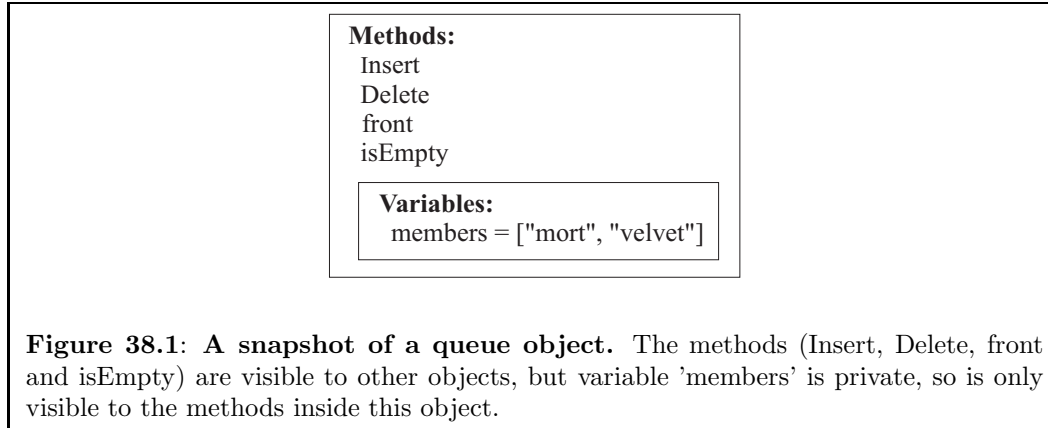 Methods:
Insert
Delete
front
isEmpty
Variables:
members = ["mort", "velvet"]
Figure 38.1: A snapshot of a queue object. The methods (Insert, Delete, front
and isEmpty) are visible to other objects, but variable 'members' is private, so is only
visible to the methods inside this object.